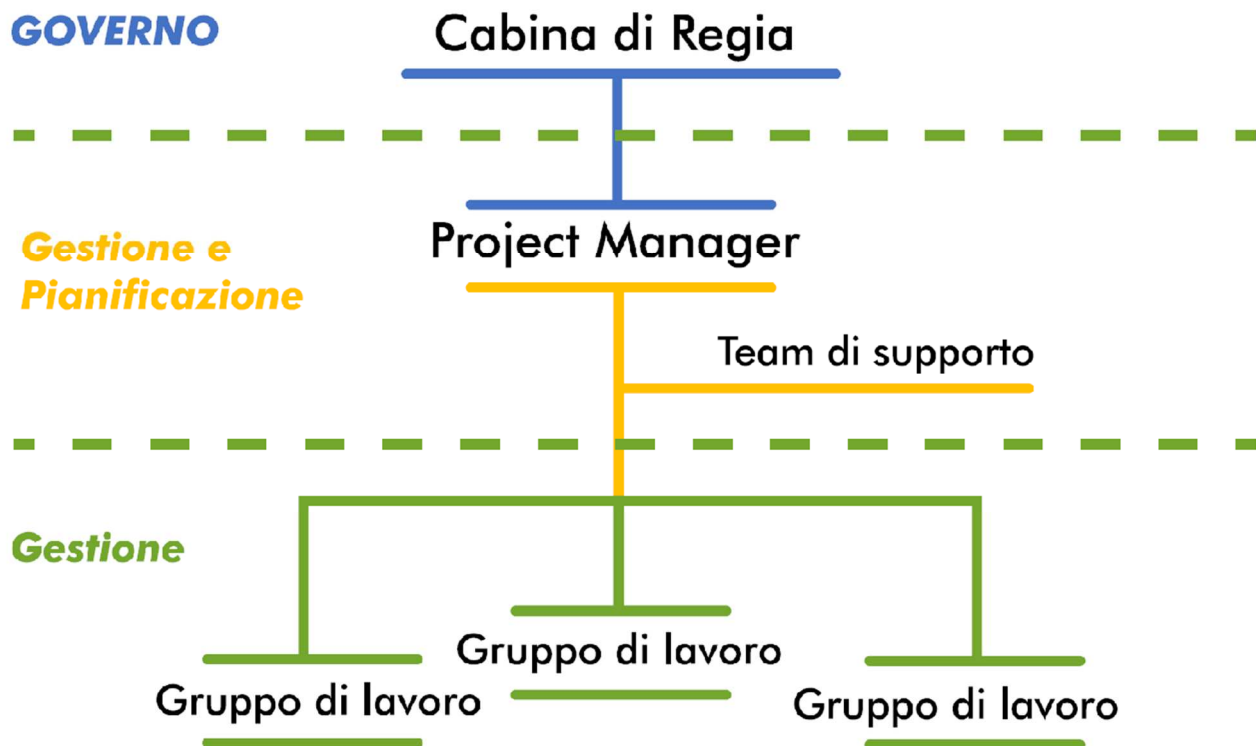 GOVERNO
Cabina di Regia
Gestione e
Pianificazione
Project Manager
Team di supporto
Gestione
Gruppo di lavoro
Gruppo di lavoro
Gruppo di lavoro